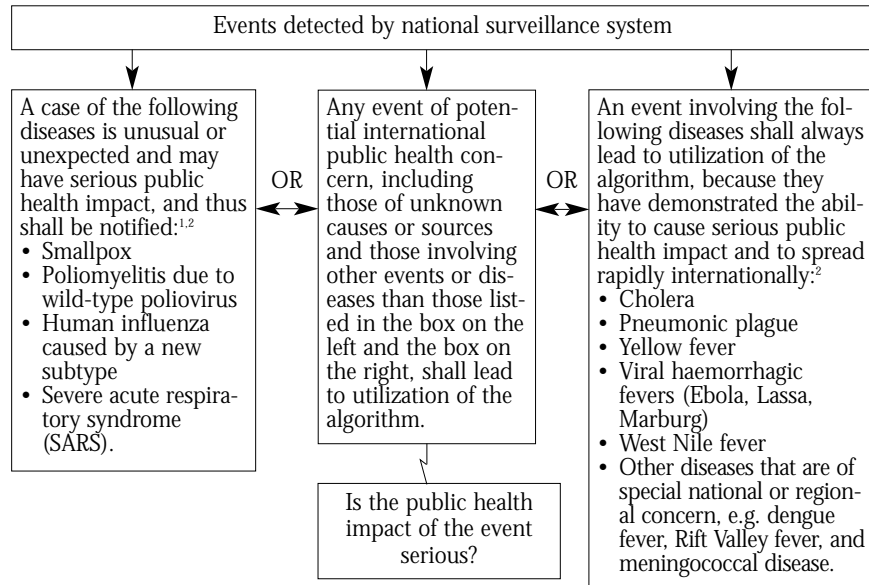 Events detected by national surveillance system
A case of the following
diseases is unusual or
unexpected and may
have serious public
health impact, and thus
shall be notified:1,2
• Smallpox
• Poliomyelitis due to
wild-type poliovirus
• Human influenza
caused by a new
subtype
• Severe acute respira-
tory syndrome
(SARS).
OR
Any event of poten-
tial international
public health con-
cern, including
those of unknown
causes or sources
and those involving
other events or dis-
eases than those list-
ed in the box on the
left and the box on
the right, shall lead
to utilization of the
algorithm.
OR
An event involving the fol-
lowing diseases shall always
lead to utilization of the
algorithm, because they
have demonstrated the abil-
ity to cause serious public
health impact and to spread
rapidly internationally:2
• Cholera
• Pneumonic plague
• Yellow fever
• Viral haemorrhagic
fevers (Ebola, Lassa,
Marburg)
• West Nile fever
• Other diseases that are of
special national or region-
al concern, e.g. dengue
fever, Rift Valley fever, and
meningococcal disease.
Is the public health
impact of the event
serious?